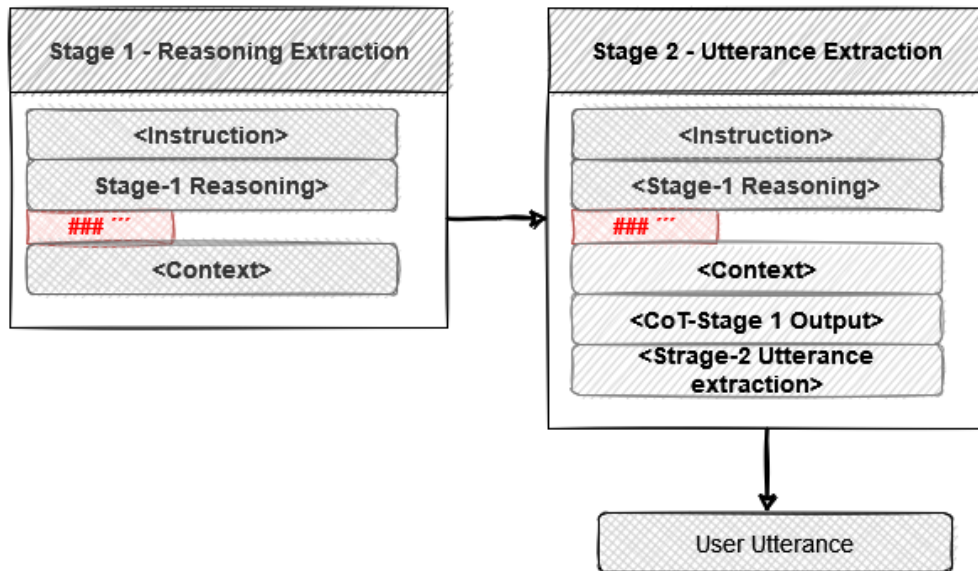 Stage 1 - Reasoning Extraction
<Instruction>
Stage-1 Reasoning>
### ´´´
<Context>
Stage 2 - Utterance Extraction
<Instruction>
<Stage-1 Reasoning>
### ´´´
<Context>
<CoT-Stage 1 Output>
<Strage-2 Utterance
extraction>
User Utterance